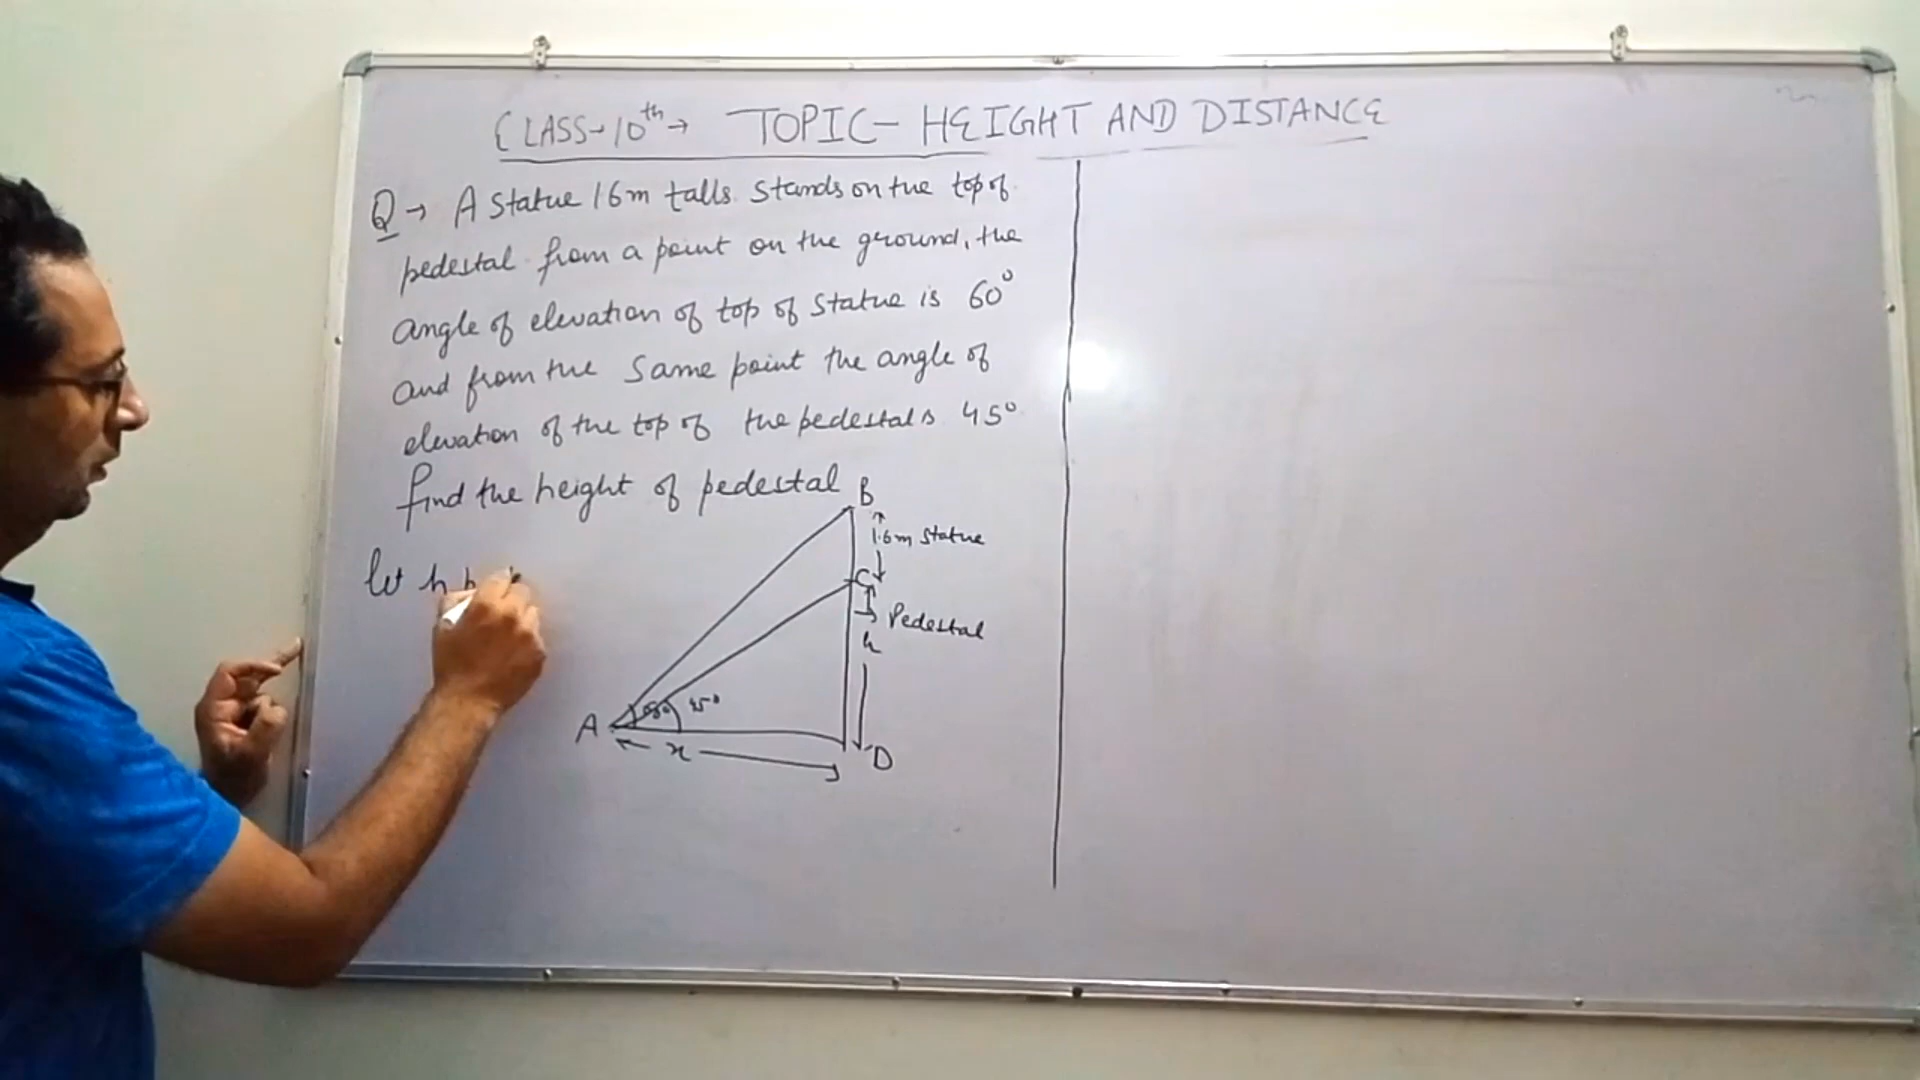 CLASS-10th→ TOPIC- HEIGHT AND DISTANCE
Q→ A Statue 1.6m talls stands on the top of
pedestal from a point on the ground, the
angle of elevation of top of statue is 60°
and from the same point the angle of
elevation of the top of the pedestal is 45°
find the height of pedestal
B
1.6m statue
let h
C
Pedestal
h
45°
A
x
D